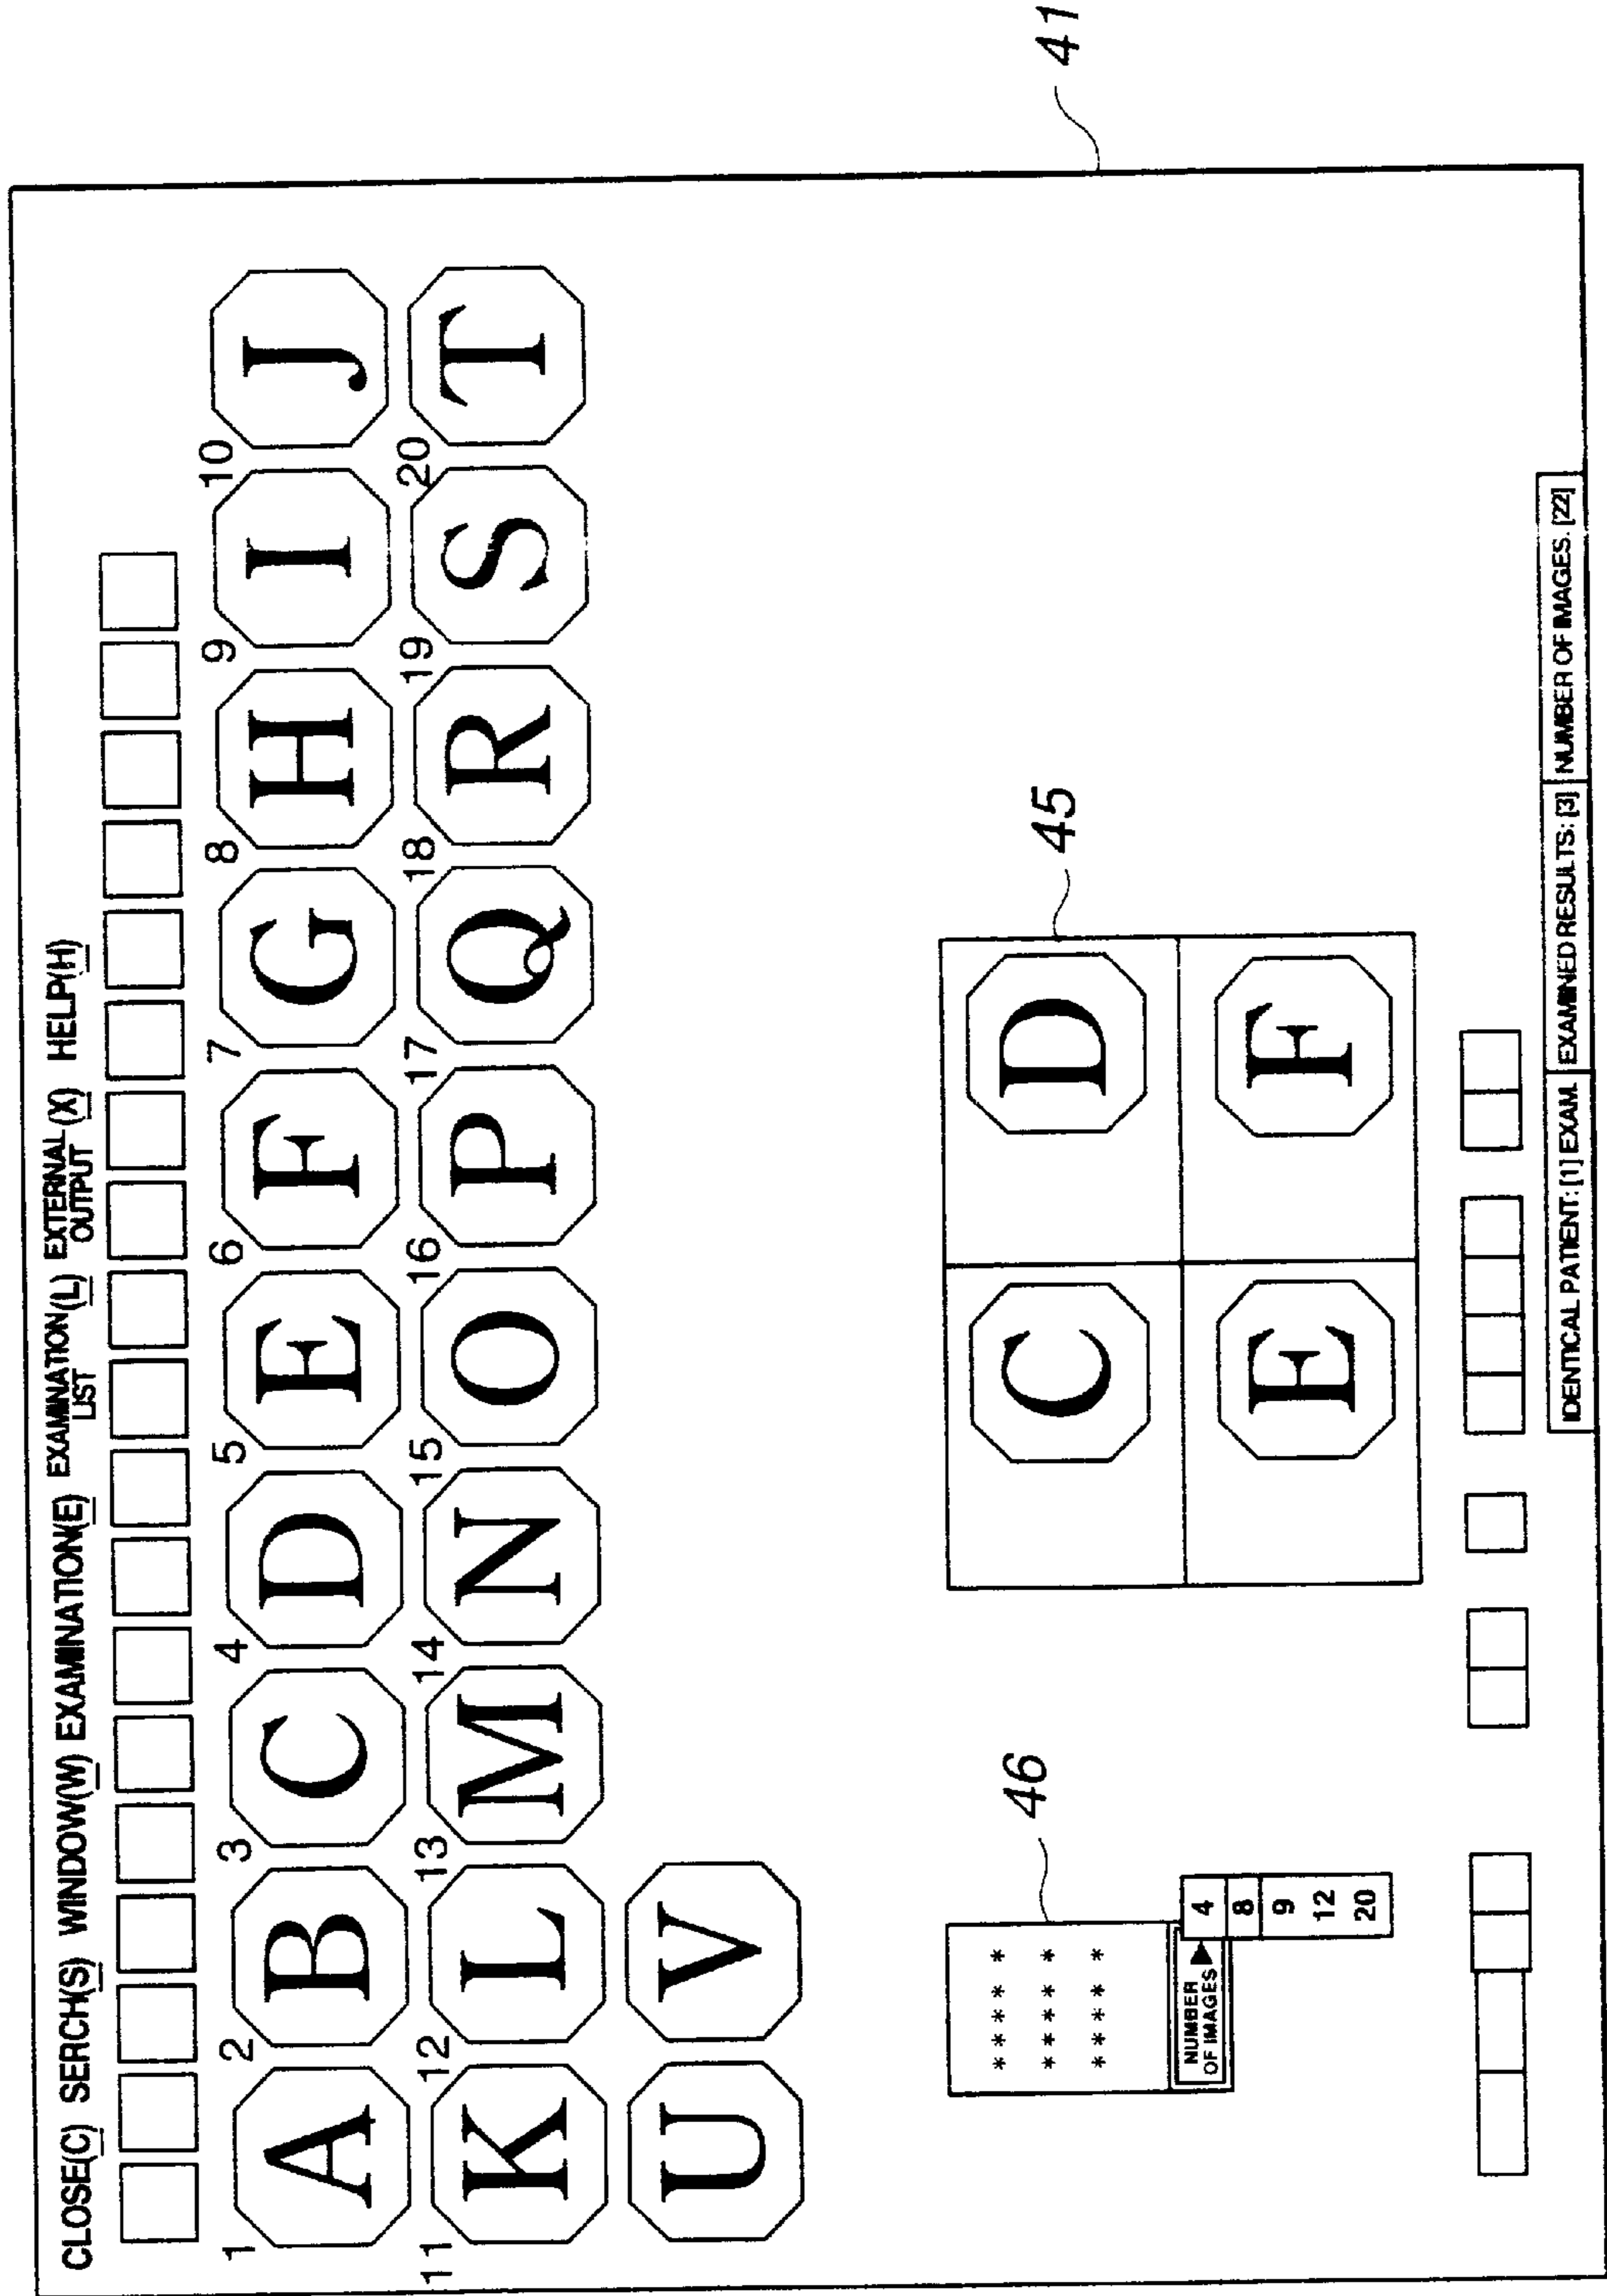 CLOSE(C) SERCH(S) WINDOW(W) EXAMINATION(E) EXAMINATION LIST (L) EXTERNAL OUTPUT (X) HELP(H)
1 2 3 4 5 6 7 8 9 10
A B C D E F G H I J
11 12 13 14 15 16 17 18 19 20
K L M N O P Q R S T
U V
41
46
* * * * *
* * * * *
* * * * *
NUMBER
OF IMAGES ▶
4
8
9
12
20
45
C D
E F
IDENTICAL PATIENT: [1] EXAM. EXAMINED RESULTS: [3] NUMBER OF IMAGES. [22]